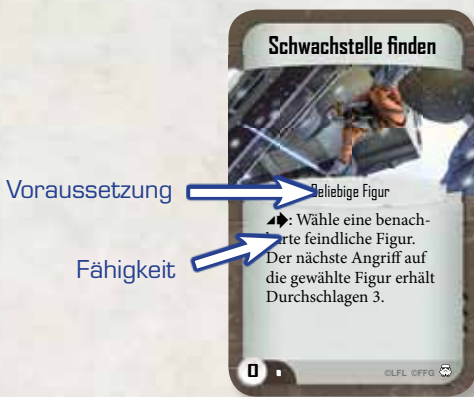 Schwachstelle finden
Voraussetzung
Beliebige Figur
Fähigkeit
: Wähle eine benach-
barte feindliche Figur.
Der nächste Angriff auf
die gewählte Figur erhält
Durchschlagen 3.
0
©LFL ©FFG